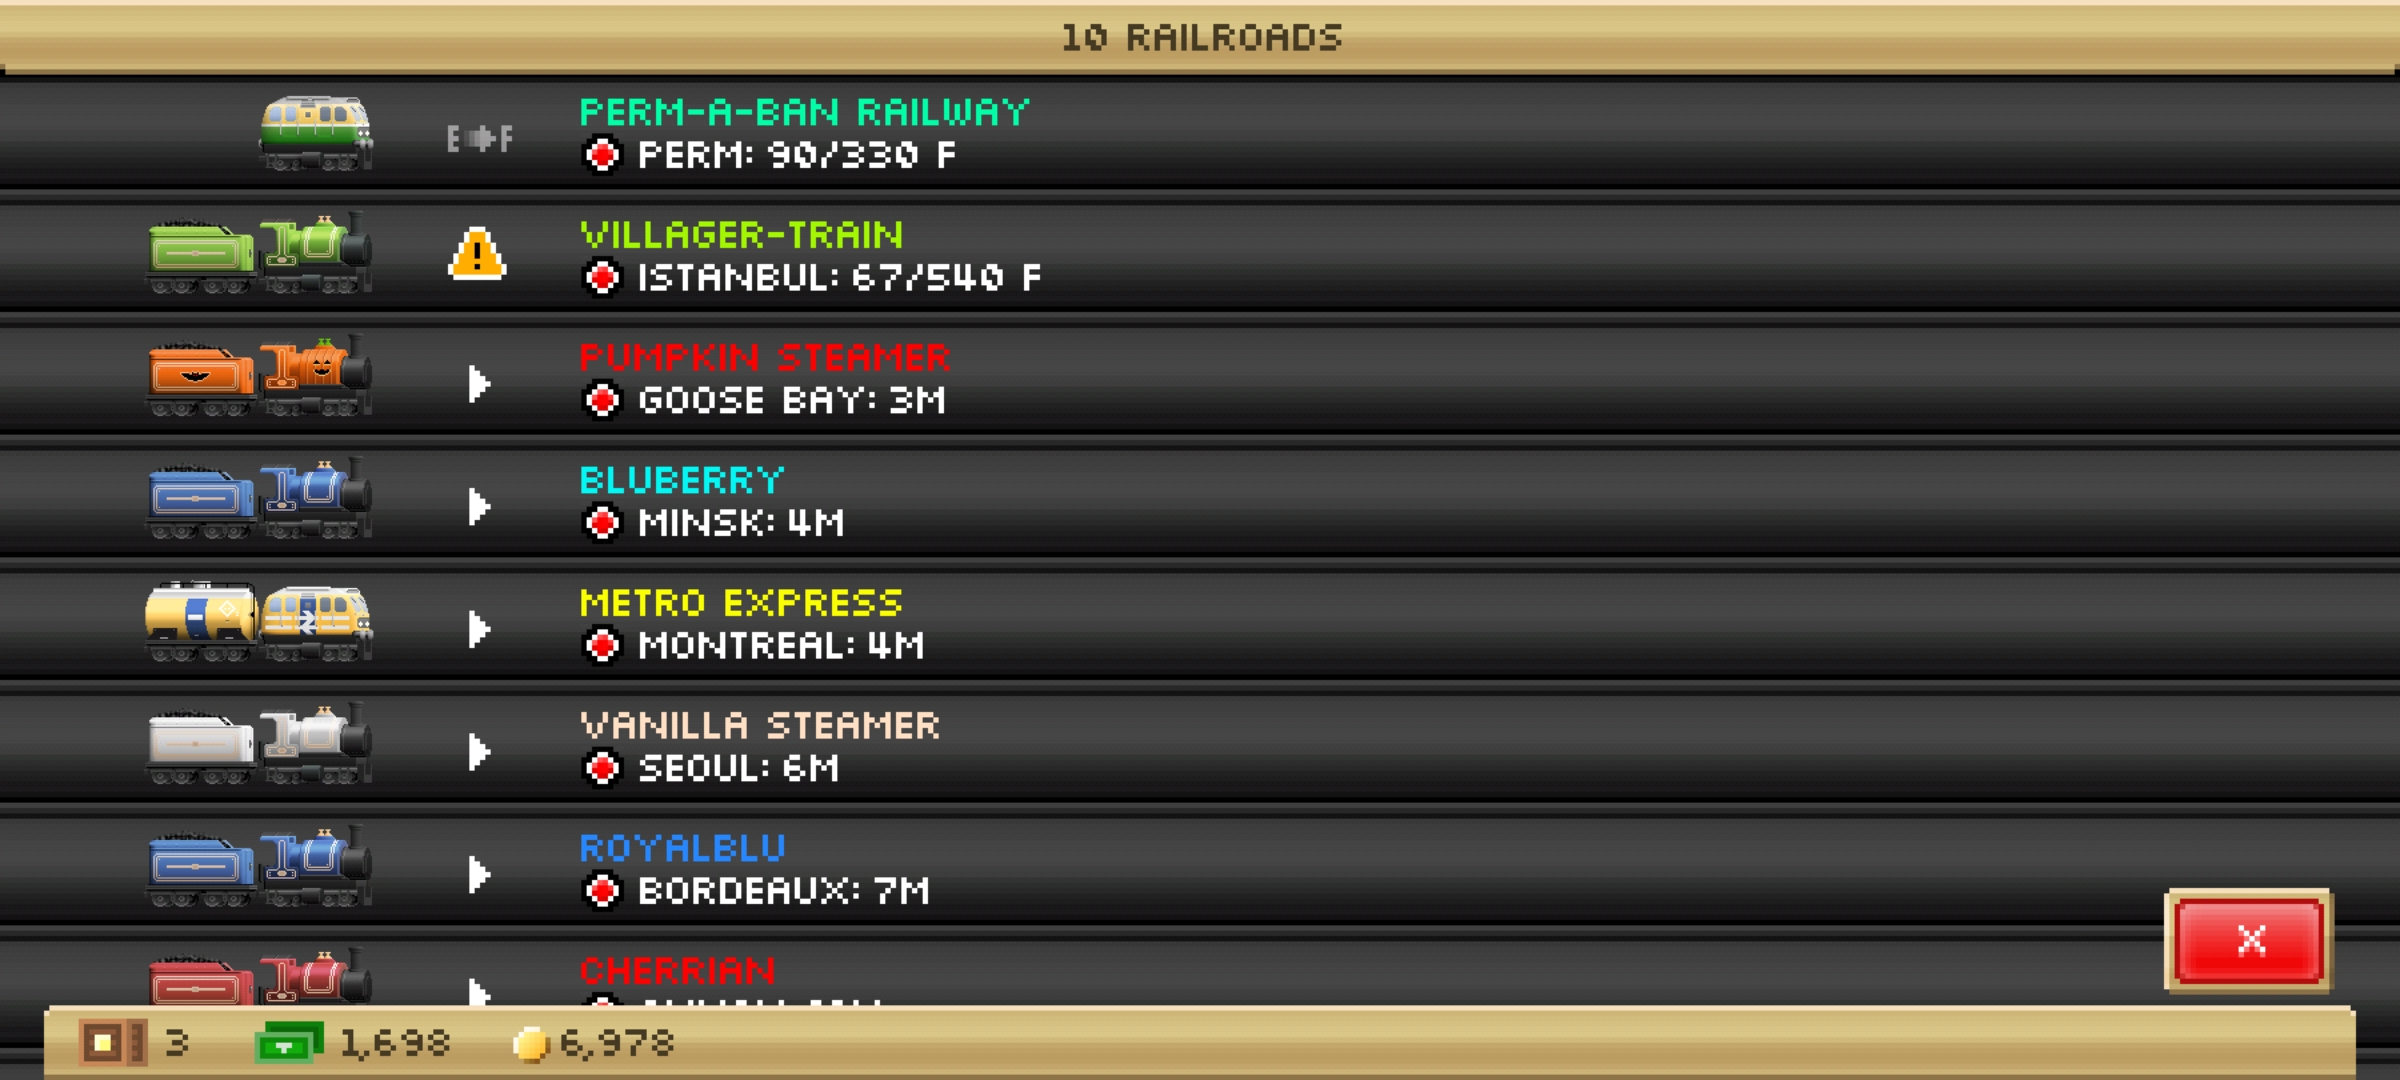 10 RAILROADS
PERM-A-BAN RAILWAY
E F
PERM: 90/330 F
VILLAGER-TRAIN
ISTANBUL: 67/540 F
PUMPKIN STEAMER
GOOSE BAY: 3M
BLUBERRY
MINSK: 4M
METRO EXPRESS
MONTREAL: 4M
VANILLA STEAMER
SEOUL: 6M
ROYALBLU
BORDEAUX: 7M
X
CHERRIAN
3 1,698 6,978